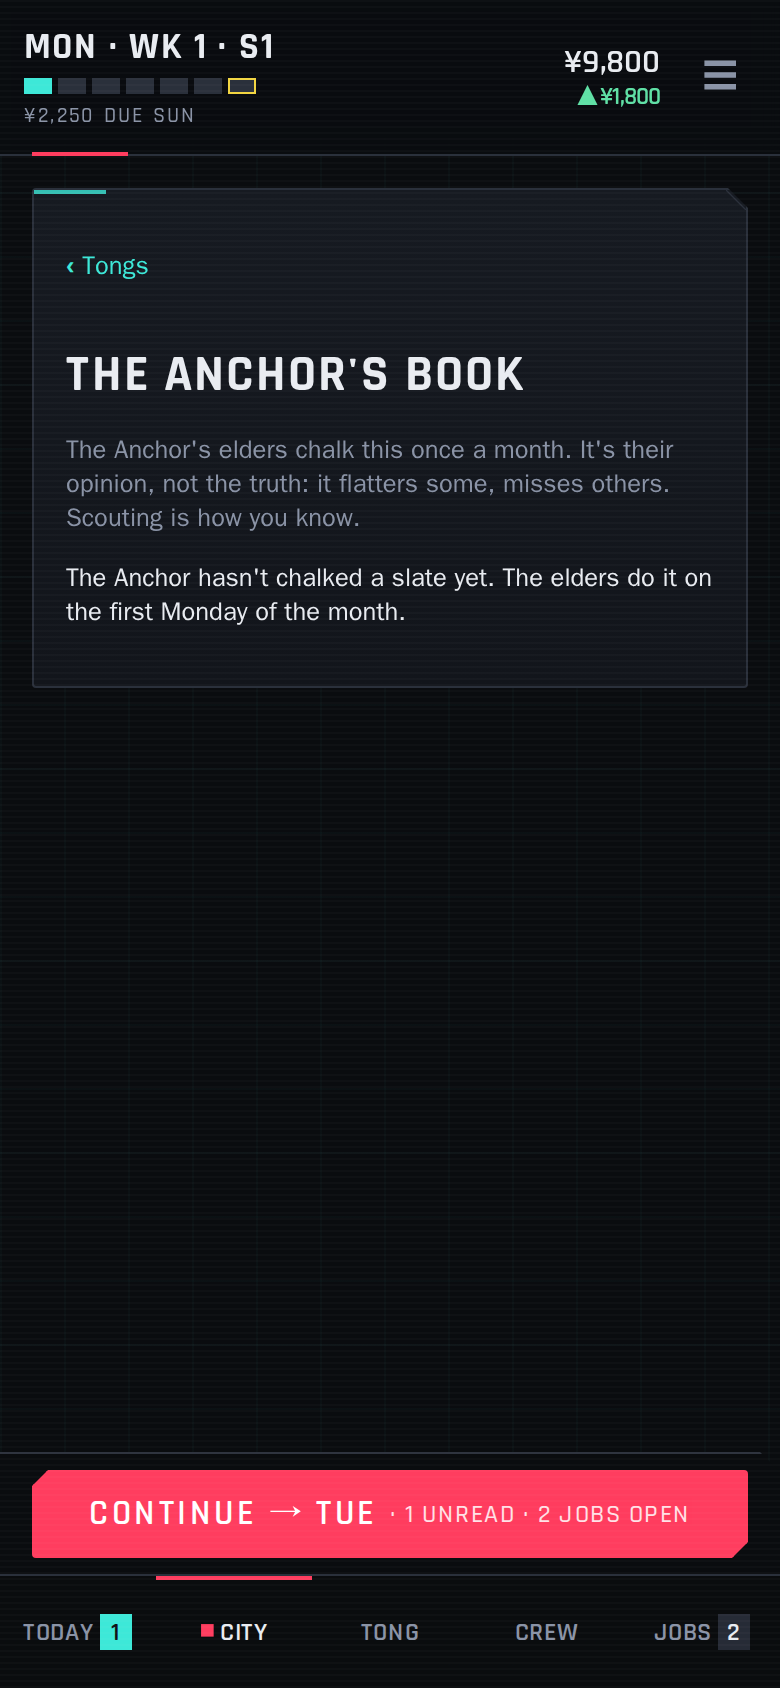 MON · WK 1 · S1
¥9,800
▲¥1,800
¥2,250 DUE SUN
‹ Tongs
THE ANCHOR'S BOOK
The Anchor's elders chalk this once a month. It's their
opinion, not the truth: it flatters some, misses others.
Scouting is how you know.
The Anchor hasn't chalked a slate yet. The elders do it on
the first Monday of the month.
CONTINUE → TUE · 1 UNREAD · 2 JOBS OPEN
TODAY 1 CITY TONG CREW JOBS 2